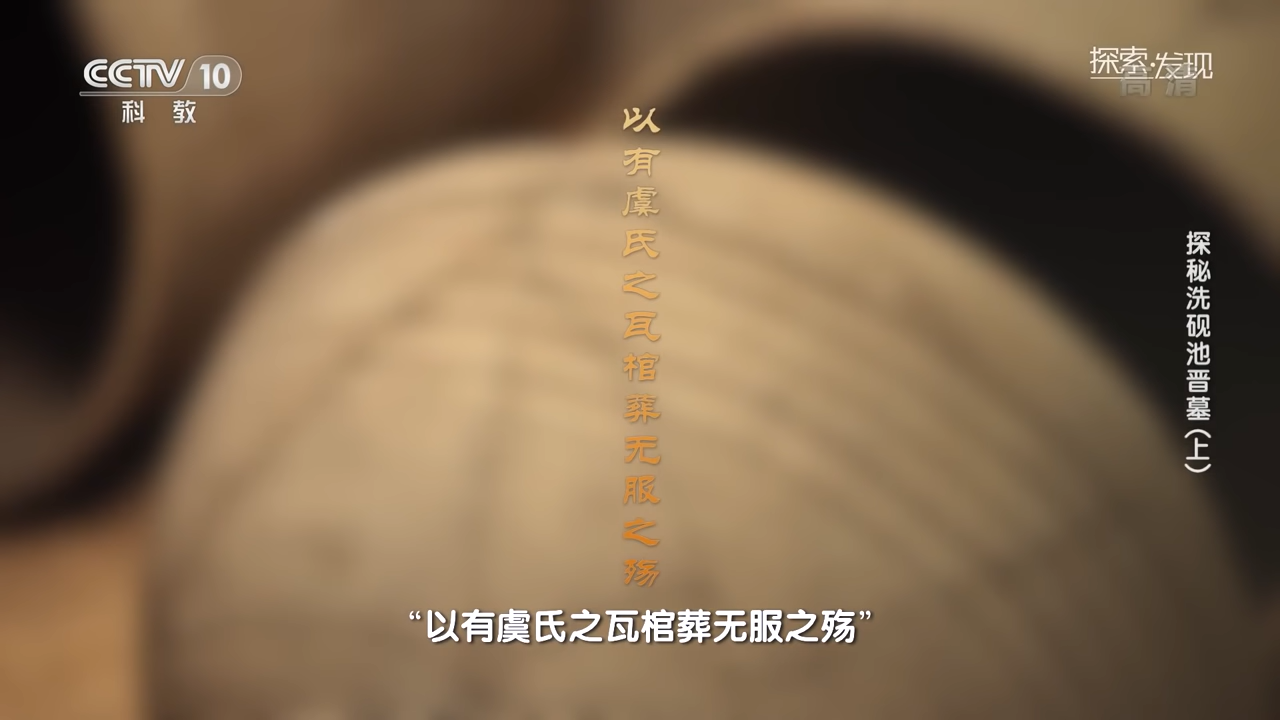 CCTV 10
科 教
探索·发现
高清
以有虞氏之瓦棺葬无服之殇
探秘洗砚池晋墓(上)
“以有虞氏之瓦棺葬无服之殇”